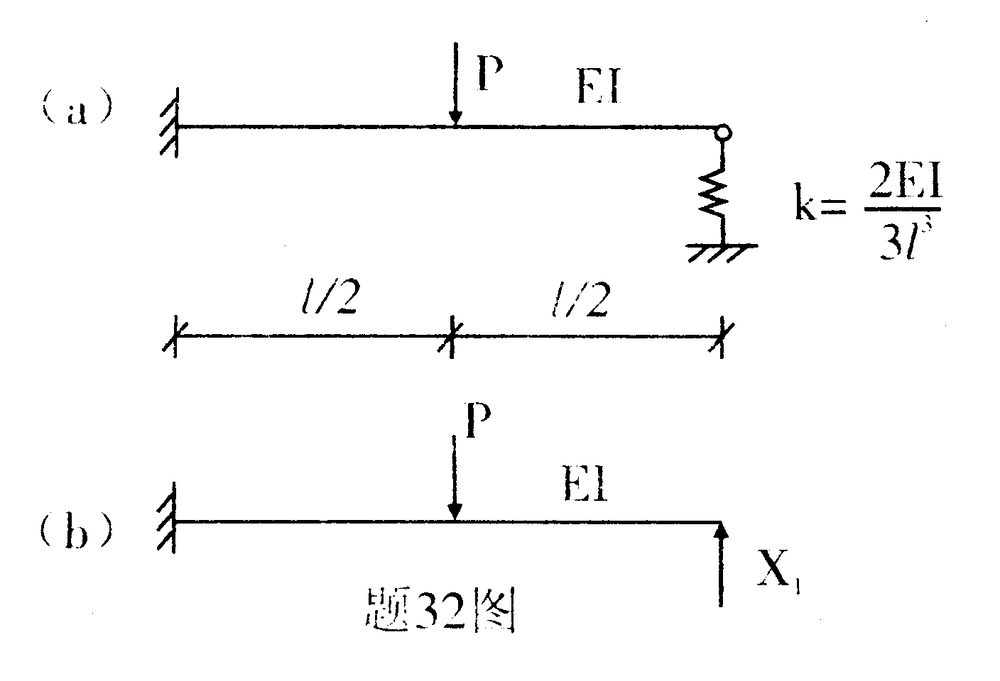 (a)
P
EI
k= 2EI
3l³
l/2
l/2
P
(b)
EI
X₁
题32图